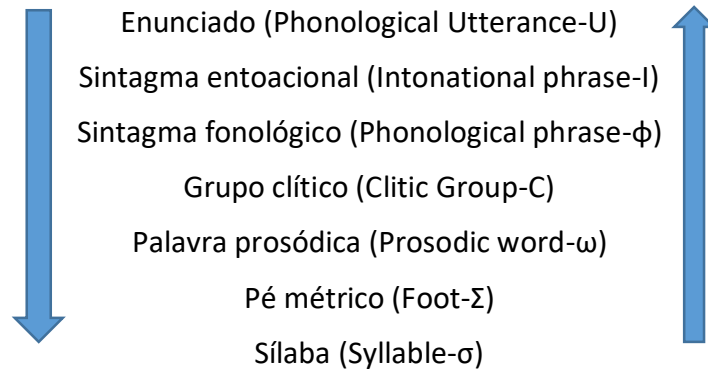 Enunciado (Phonological Utterance-U)
Sintagma entoacional (Intonational phrase-I)
Sintagma fonológico (Phonological phrase-ф)
Grupo clítico (Clitic Group-C)
Palavra prosódica (Prosodic word-ω)
Pé métrico (Foot-Σ)
Sílaba (Syllable-σ)